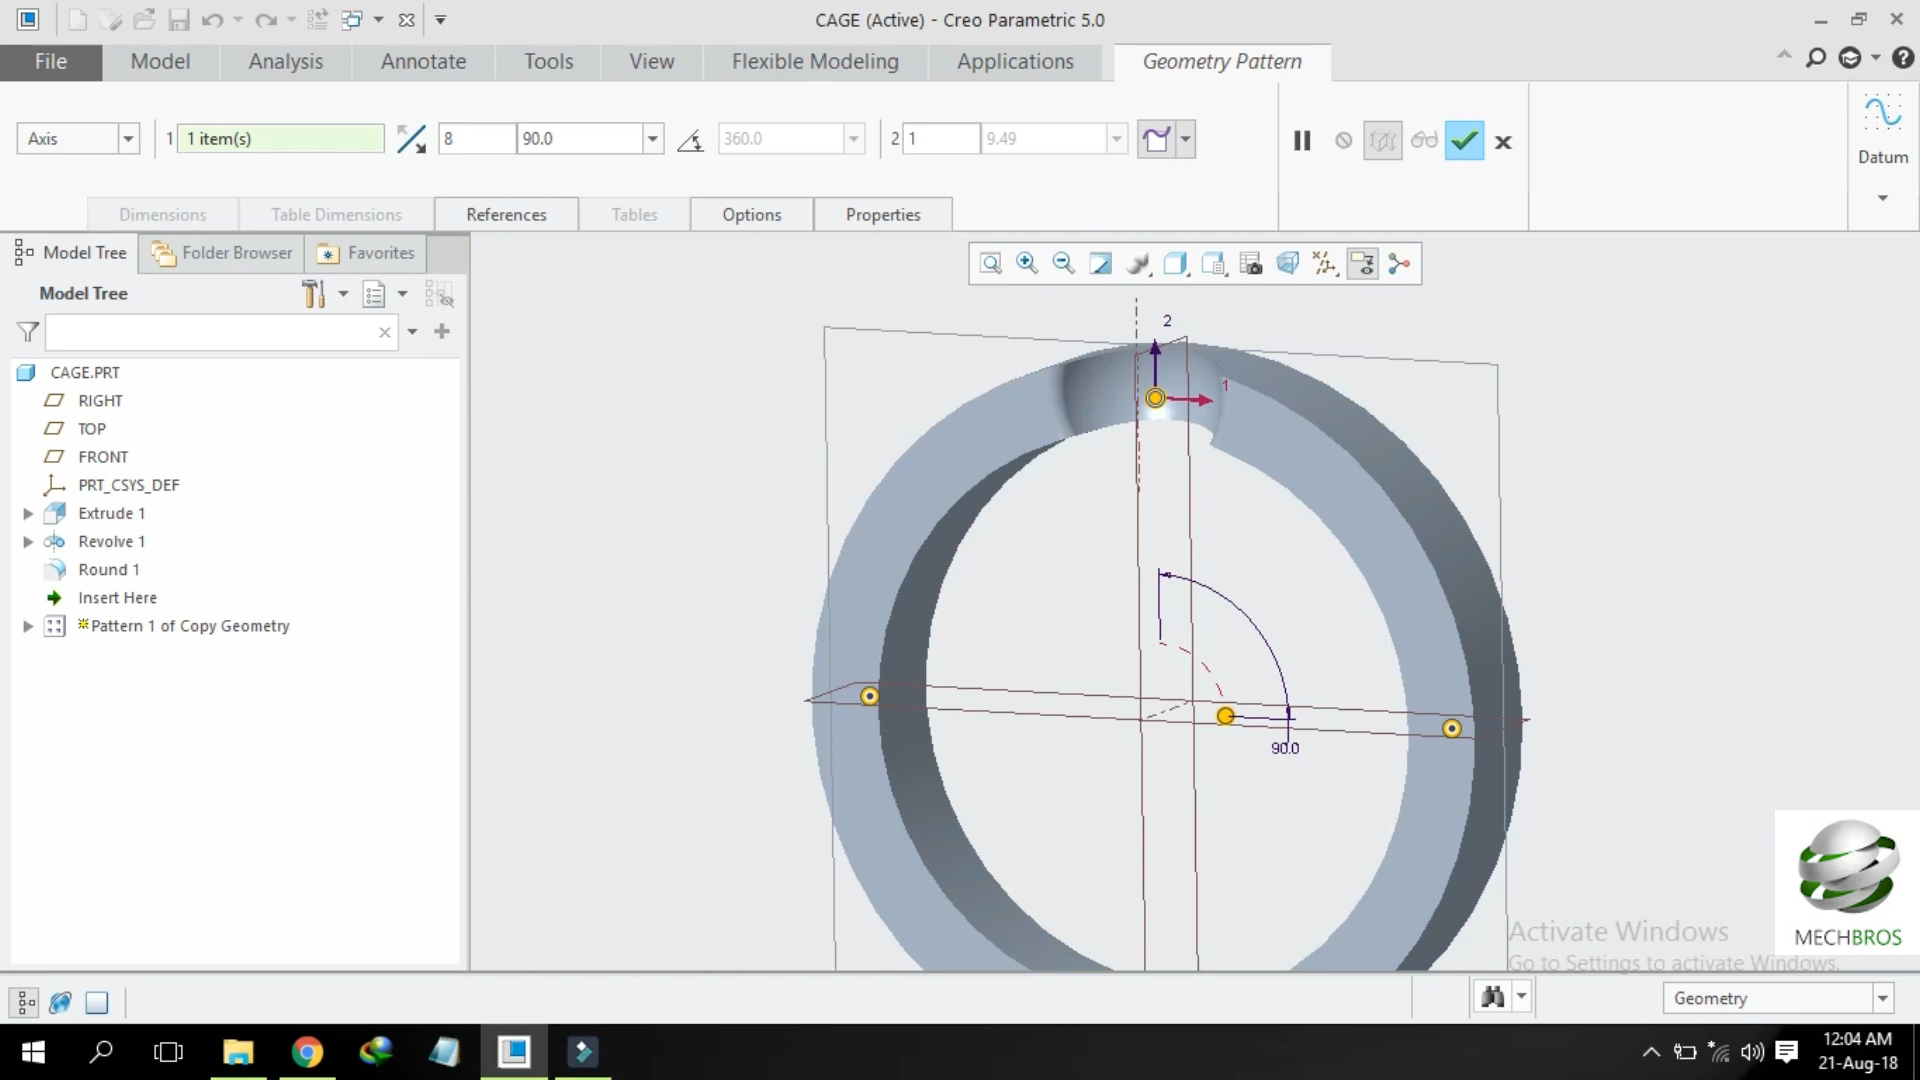 CAGE (Active) - Creo Parametric 5.0
File Model Analysis Annotate Tools View Flexible Modeling Applications Geometry Pattern
Axis 1 1 item(s) 8 90.0 360.0 2 1 9.49
Datum
Dimensions Table Dimensions References Tables Options Properties
Model Tree Folder Browser Favorites
Model Tree
CAGE.PRT
RIGHT
TOP
FRONT
PRT_CSYS_DEF
Extrude 1
Revolve 1
Round 1
Insert Here
Pattern 1 of Copy Geometry
2
1
90.0
MECHBROS
Activate Windows
Go to Settings to activate Windows.
Geometry
12:04 AM
21-Aug-18